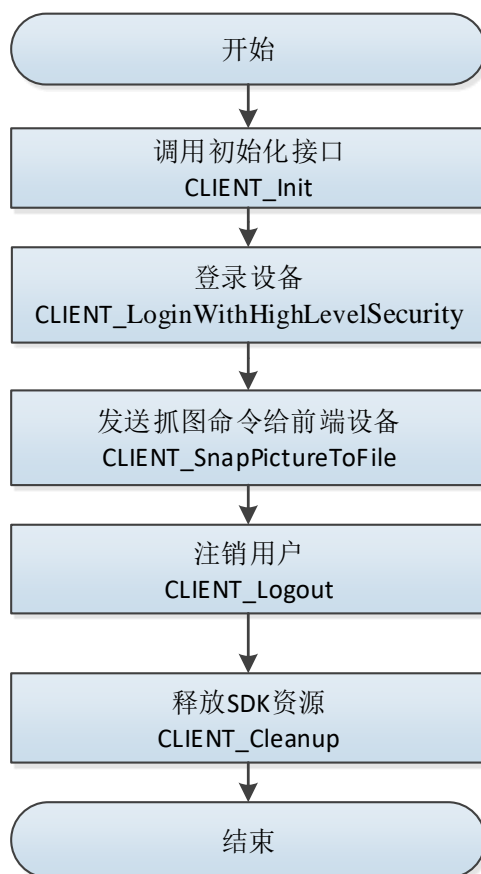 开始
调用初始化接口
CLIENT_Init
登录设备
CLIENT_LoginWithHighLevelSecurity
发送抓图命令给前端设备
CLIENT_SnapPictureToFile
注销用户
CLIENT_Logout
释放SDK资源
CLIENT_Cleanup
结束